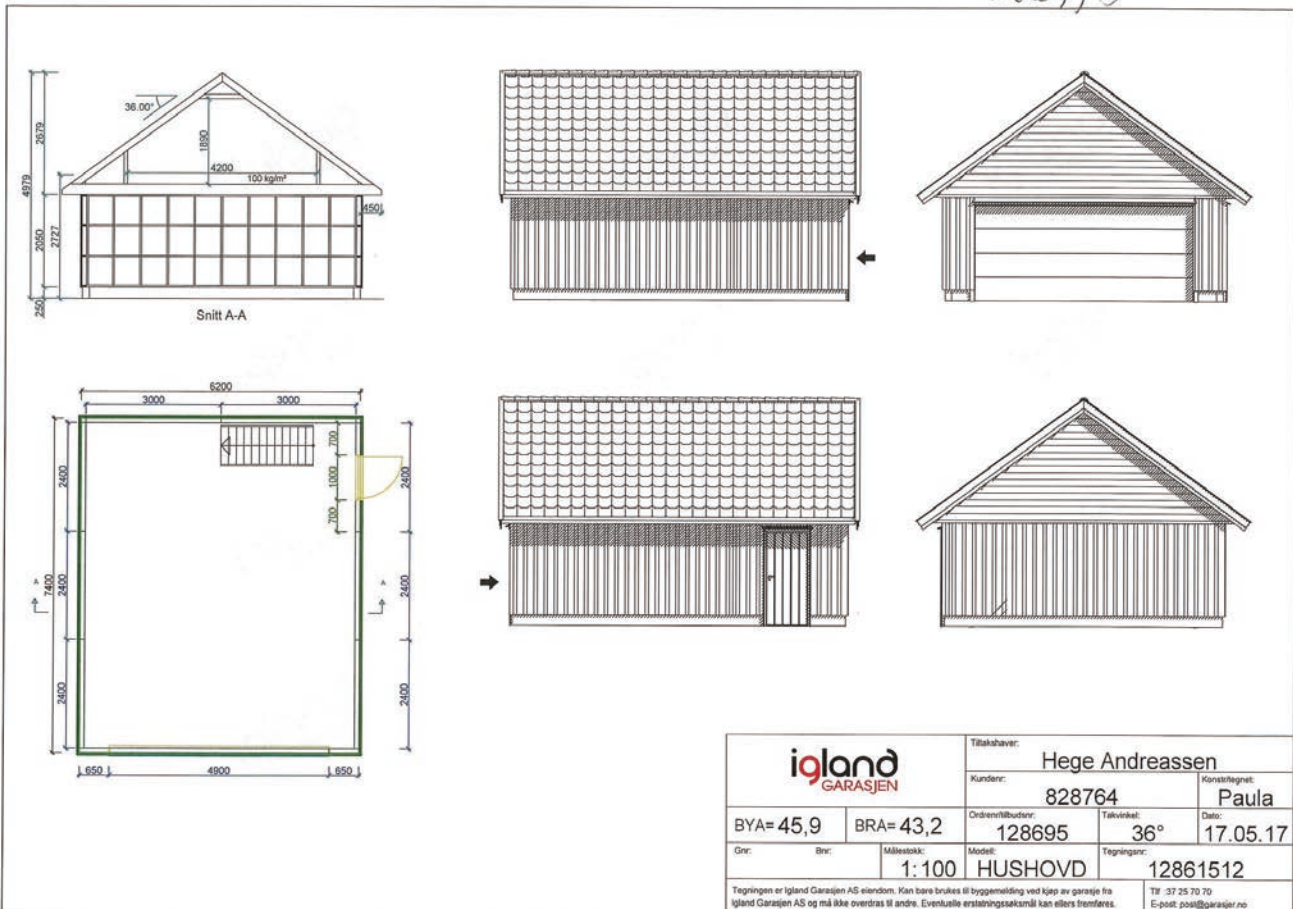 36.00°
1890
4200
100 kg/m²
450
4979
2679
2050
2727
250
Snitt A-A
6200
3000 3000
700
1000
700
2400
2400
2400
7400
2400
2400
2400
A
A
650 4900 650
igland
GARASJEN
Tiltakshaver:
Hege Andreassen
Kundenr:
828764
Konstr/tegnet:
Paula
BYA= 45,9 BRA= 43,2
Ordrenr/tilbudsnr:
128695
Takvinkel:
36°
Dato:
17.05.17
Gnr: Bnr:
Målestokk:
1:100
Modell:
HUSHOVD
Tegningsnr:
12861512
Tegningen er Igland Garasjen AS eiendom. Kan bare brukes til byggemelding ved kjøp av garasje fra
Igland Garasjen AS og må ikke overdras til andre. Eventuelle erstatningssøksmål kan ellers fremføres.
Tlf :37 25 70 70
E-post: post@garasjer.no